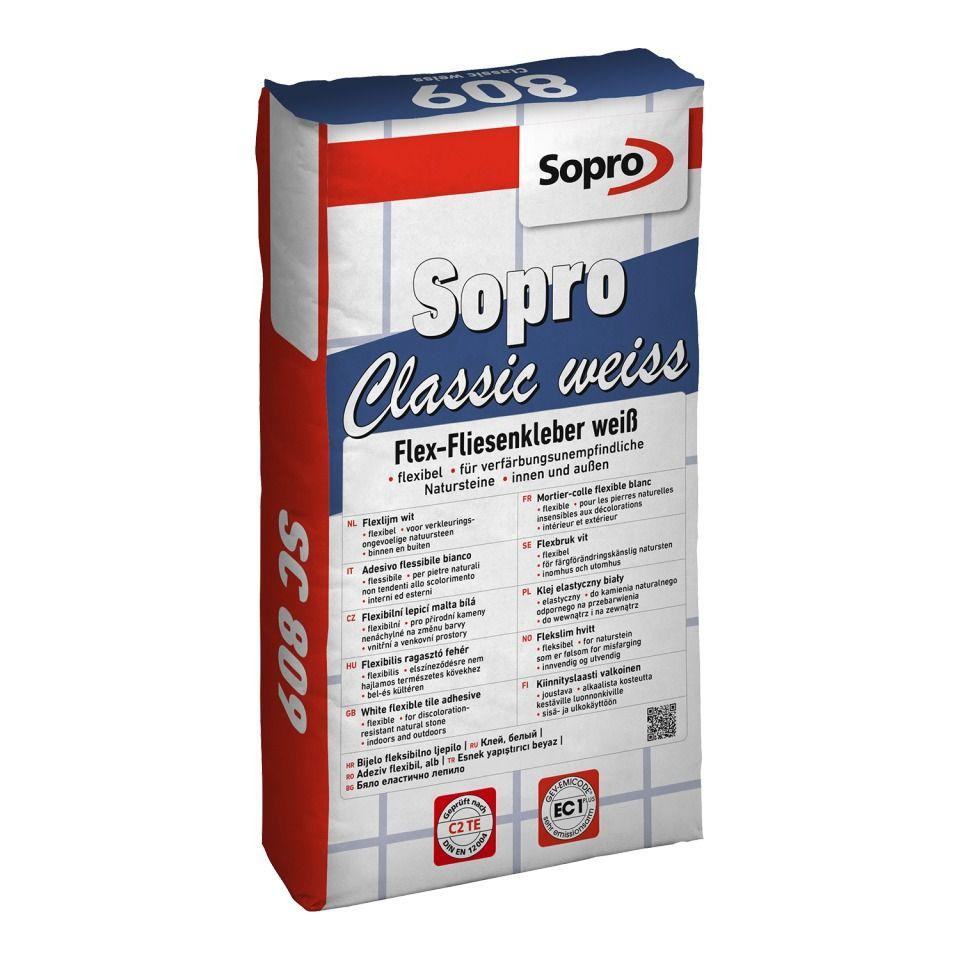 Classic weiss
809
Sopro
Sopro
Classic weiss
Flex-Fliesenkleber weiß
• flexibel • für verfärbungsunempfindliche
Natursteine • innen und außen
NL Flexlijm wit
• flexibel • voor verkleurings-
ongevoelige natuursteen
• binnen en buiten
IT Adesivo flessibile bianco
• flessibile • per pietre naturali
non tendenti allo scolorimento
• interni ed esterni
CZ Flexibilní lepicí malta bílá
• flexibilní • pro přírodní kameny
nenáchylné na změnu barvy
• vnitřní a venkovní prostory
HU Flexibilis ragasztó fehér
• flexibilis • elszíneződésre nem
hajlamos természetes kövekhez
• bel-és kültéren
GB White flexible tile adhesive
• flexible • for discoloration-
resistant natural stone
• indoors and outdoors
FR Mortier-colle flexible blanc
• flexible • pour les pierres naturelles
insensibles aux décolorations
• intérieur et extérieur
SE Flexbruk vit
• flexibel
• för färgförändringskänslig natursten
• inomhus och utomhus
PL Klej elastyczny biały
• elastyczny • do kamienia naturalnego
odpornego na przebarwienia
• do wewnątrz i na zewnątrz
NO Flekslim hvitt
• fleksibel • for naturstein
som er følsom for misfarging
• innvendig og utvendig
FI Kiinnityslaasti valkoinen
• joustava • alkaalista kosteutta
kestäville luonnonkiville
• sisä- ja ulkokäyttöön
HR Bijelo fleksibilno ljepilo | RU Клей, белый |
RO Adeziv flexibil, alb | TR Esnek yapıştırıcı beyaz |
BG Бяло еластично лепило
Geprüft nach
C2 TE
DIN EN 12004
GEV-EMICODE®
EC1 PLUS
sehr emissionsarm
SC 809